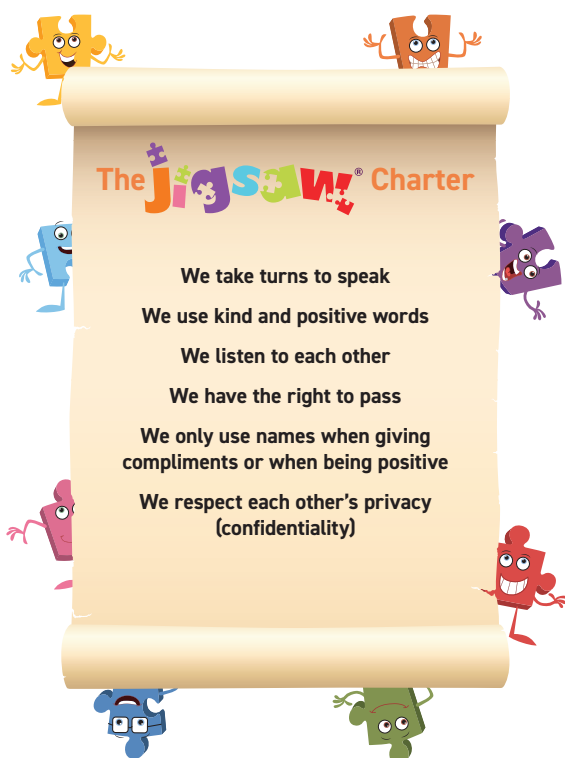 The Jigsaw® Charter
We take turns to speak
We use kind and positive words
We listen to each other
We have the right to pass
We only use names when giving
compliments or when being positive
We respect each other's privacy
(confidentiality)